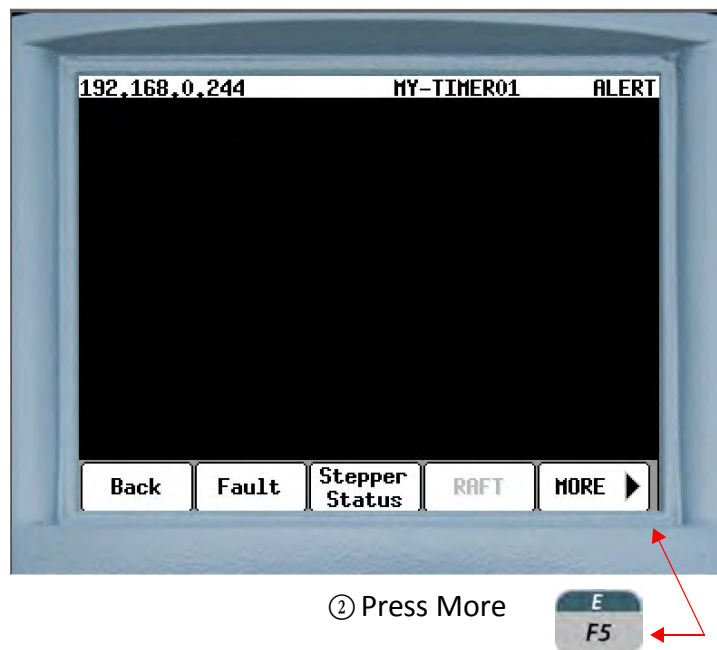 192.168.0.244 MY-TIMER01 ALERT
Back Fault Stepper Status RAFT MORE ▶
② Press More
E
F5